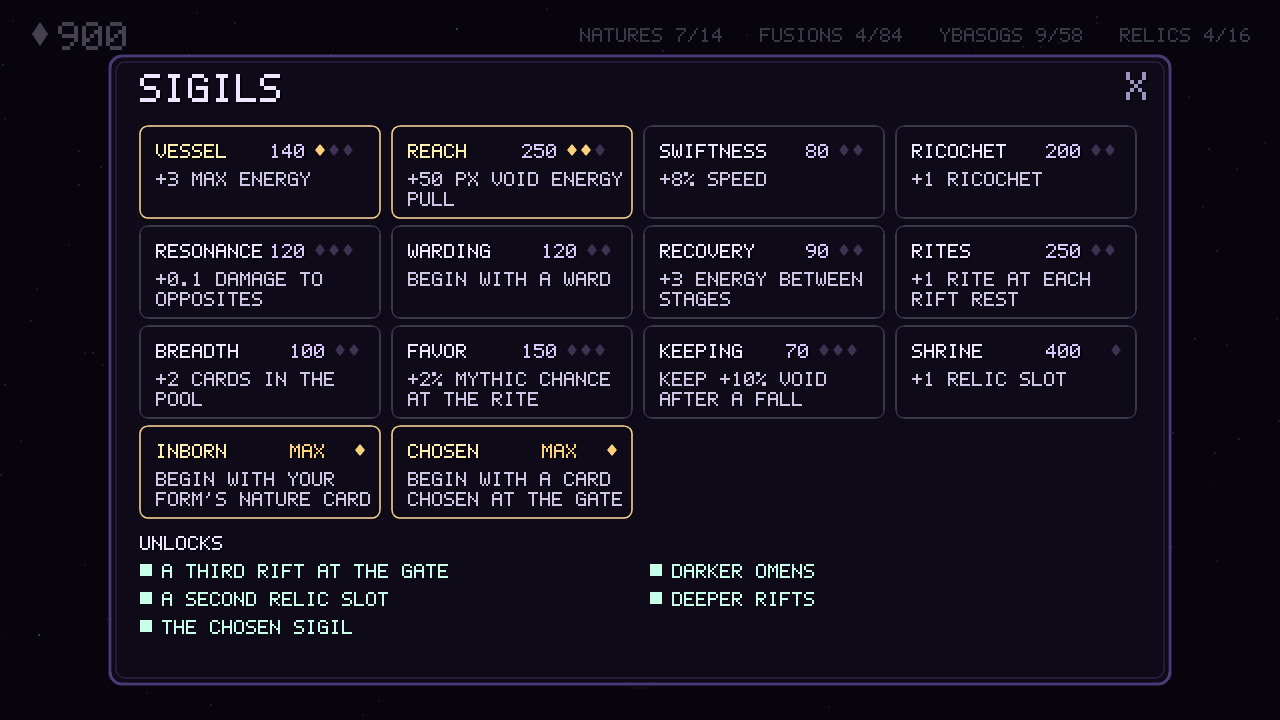 900 NATURES 7/14 FUSIONS 4/84 YBASOGS 9/58 RELICS 4/16
SIGILS X
VESSEL 140
+3 MAX ENERGY
REACH 250
+50 PX VOID ENERGY
PULL
SWIFTNESS 80
+8% SPEED
RICOCHET 200
+1 RICOCHET
RESONANCE 120
+0.1 DAMAGE TO
OPPOSITES
WARDING 120
BEGIN WITH A WARD
RECOVERY 90
+3 ENERGY BETWEEN
STAGES
RITES 250
+1 RITE AT EACH
RIFT REST
BREADTH 100
+2 CARDS IN THE
POOL
FAVOR 150
+2% MYTHIC CHANCE
AT THE RITE
KEEPING 70
KEEP +10% VOID
AFTER A FALL
SHRINE 400
+1 RELIC SLOT
INBORN MAX
BEGIN WITH YOUR
FORM'S NATURE CARD
CHOSEN MAX
BEGIN WITH A CARD
CHOSEN AT THE GATE
UNLOCKS
A THIRD RIFT AT THE GATE
A SECOND RELIC SLOT
THE CHOSEN SIGIL
DARKER OMENS
DEEPER RIFTS